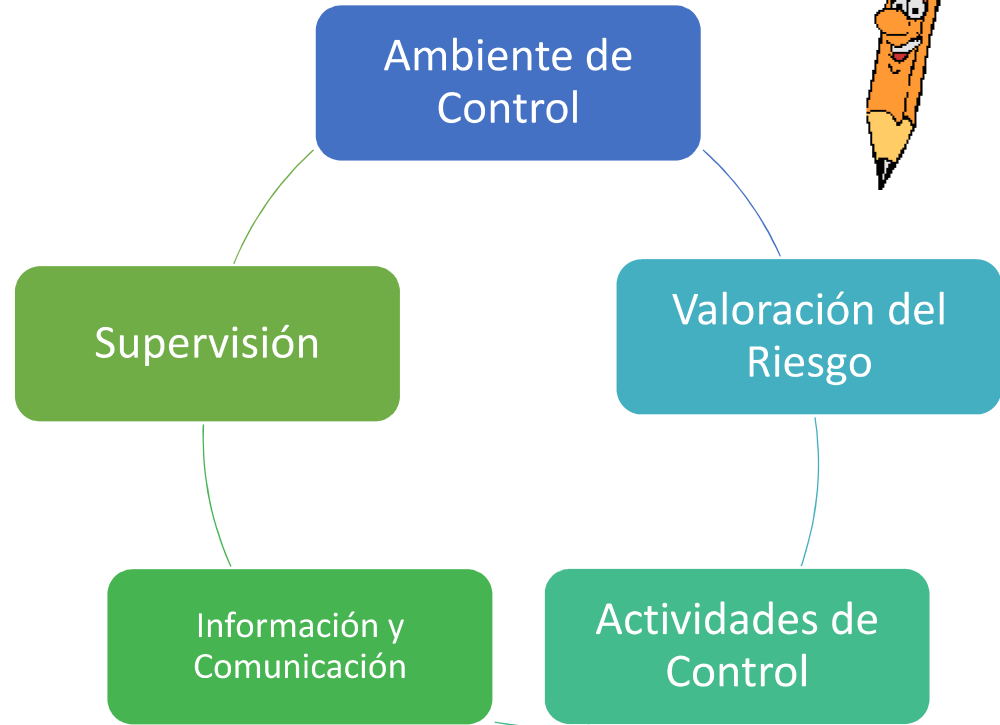 Ambiente de
Control
Valoración del
Riesgo
Supervisión
Actividades de
Control
Información y
Comunicación